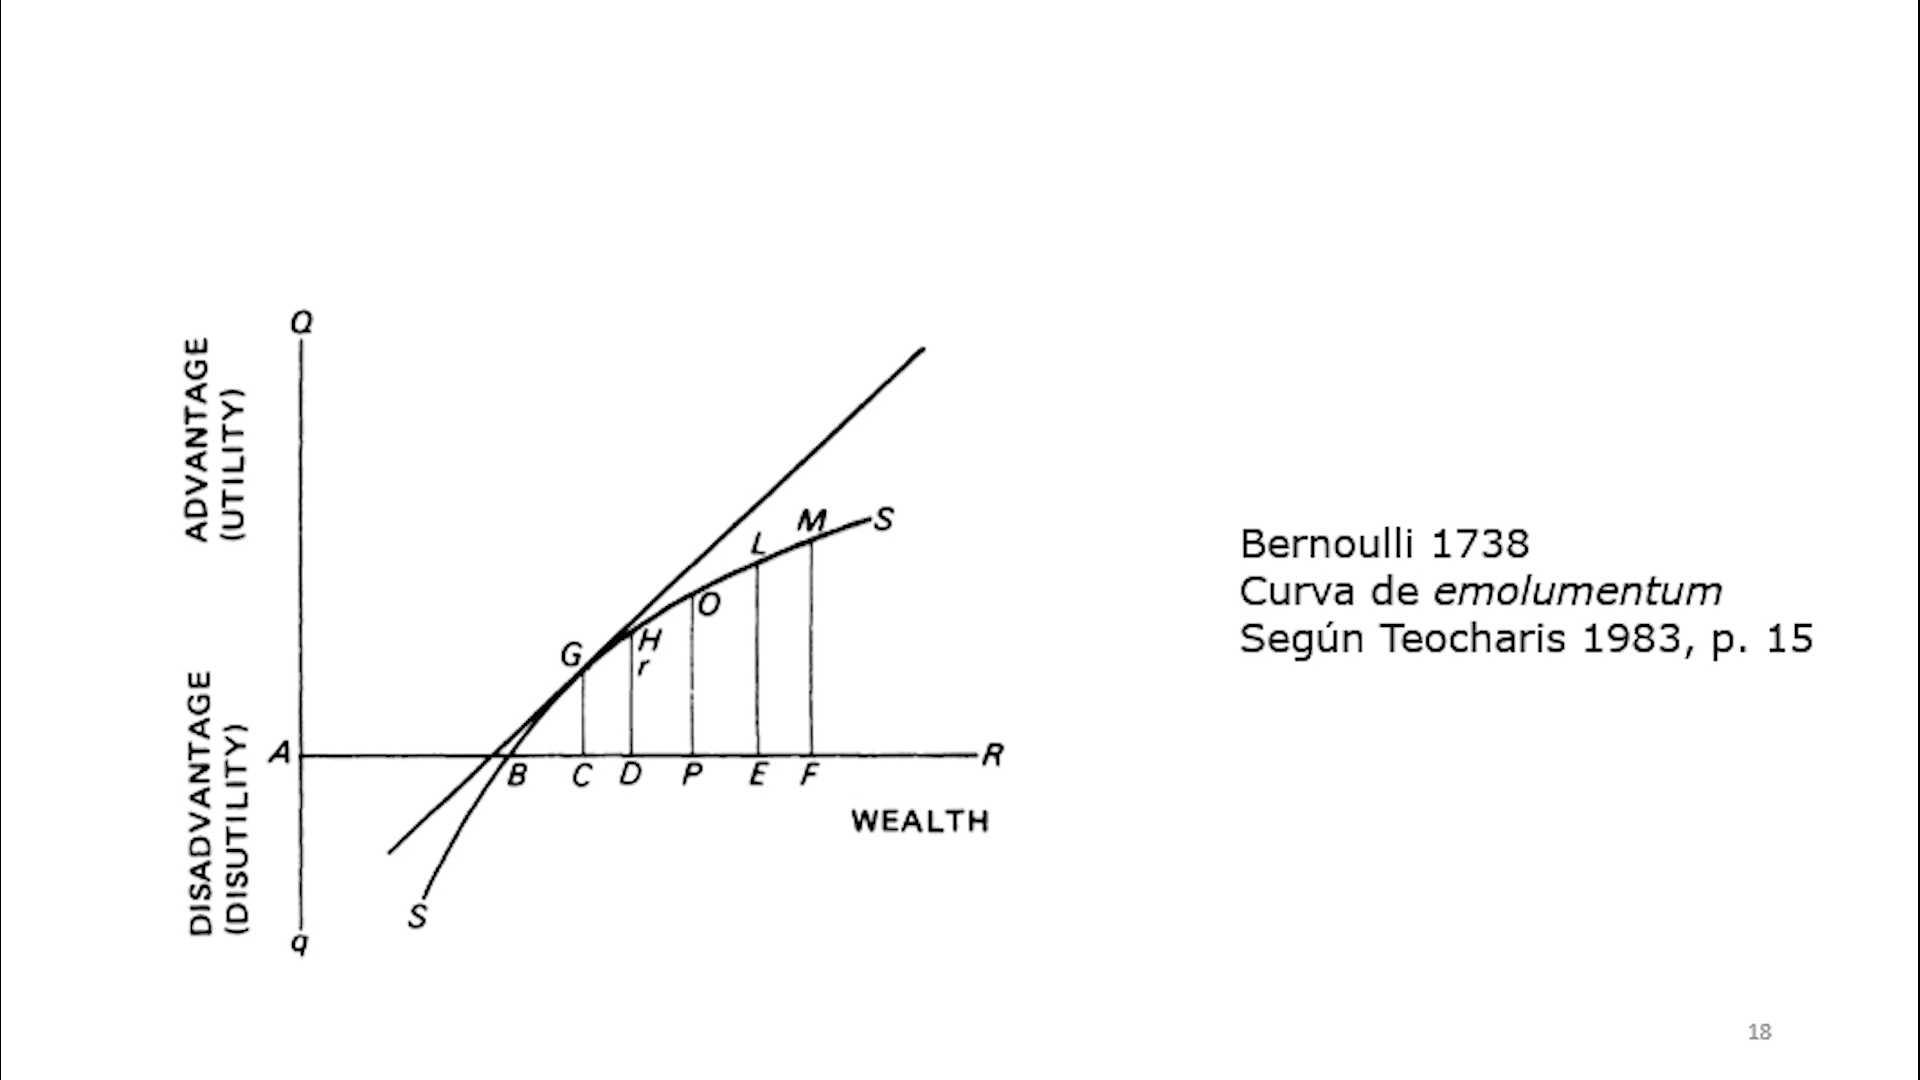 Q
ADVANTAGE
(UTILITY)
DISADVANTAGE
(DISUTILITY)
M S
L
O
H
G
r
A
R
B C D P E F
WEALTH
S
q
Bernoulli 1738
Curva de emolumentum
Según Teocharis 1983, p. 15
18